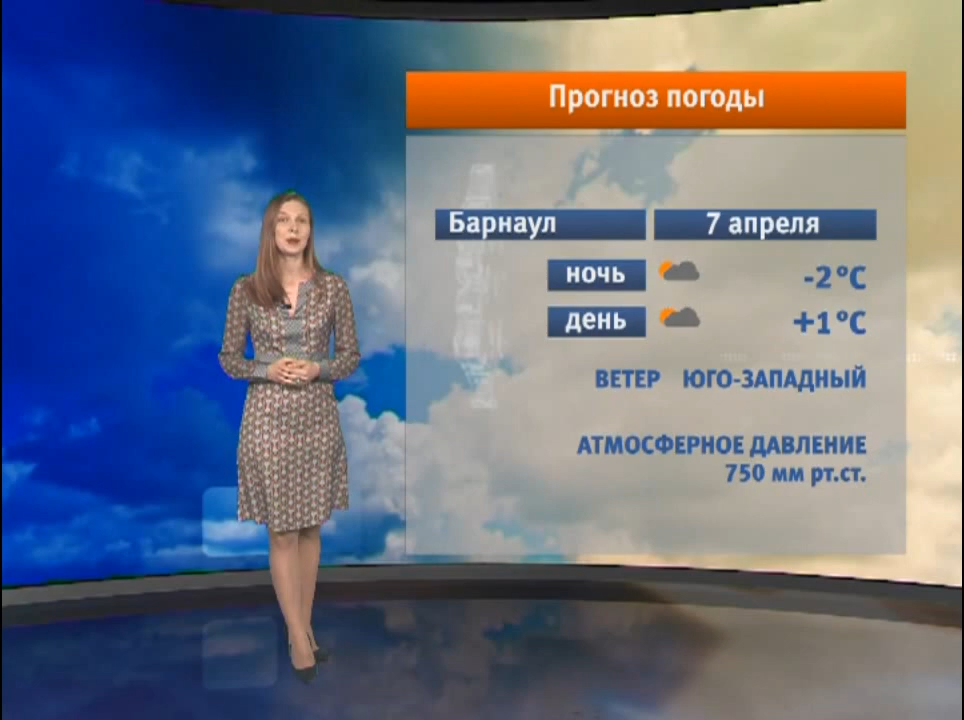 Прогноз погоды
Барнаул 7 апреля
ночь -2°C
день +1°C
ВЕТЕР ЮГО-ЗАПАДНЫЙ
АТМОСФЕРНОЕ ДАВЛЕНИЕ
750 мм рт.ст.